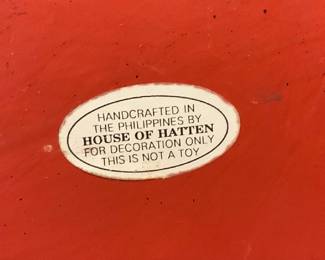 HANDCRAFTED IN
THE PHILIPPINES BY
HOUSE OF HATTEN
FOR DECORATION ONLY
THIS IS NOT A TOY